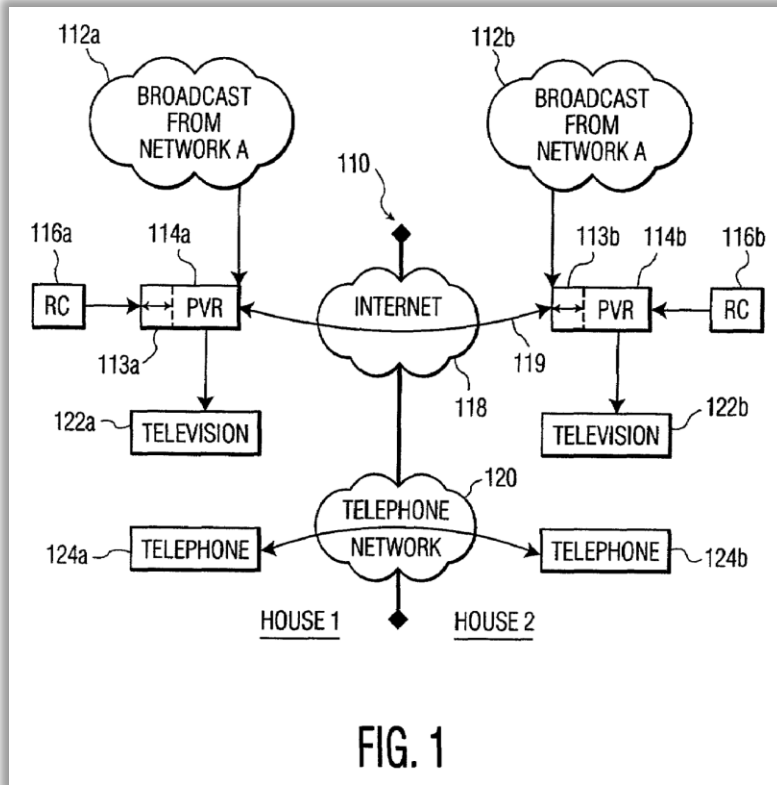 112a
112b
BROADCAST
FROM
NETWORK A
BROADCAST
FROM
NETWORK A
110
116a
114a
113b
114b
116b
RC
PVR
INTERNET
PVR
RC
113a
119
118
122a
TELEVISION
TELEVISION
122b
120
TELEPHONE
NETWORK
124a
TELEPHONE
TELEPHONE
124b
HOUSE 1
HOUSE 2
FIG. 1